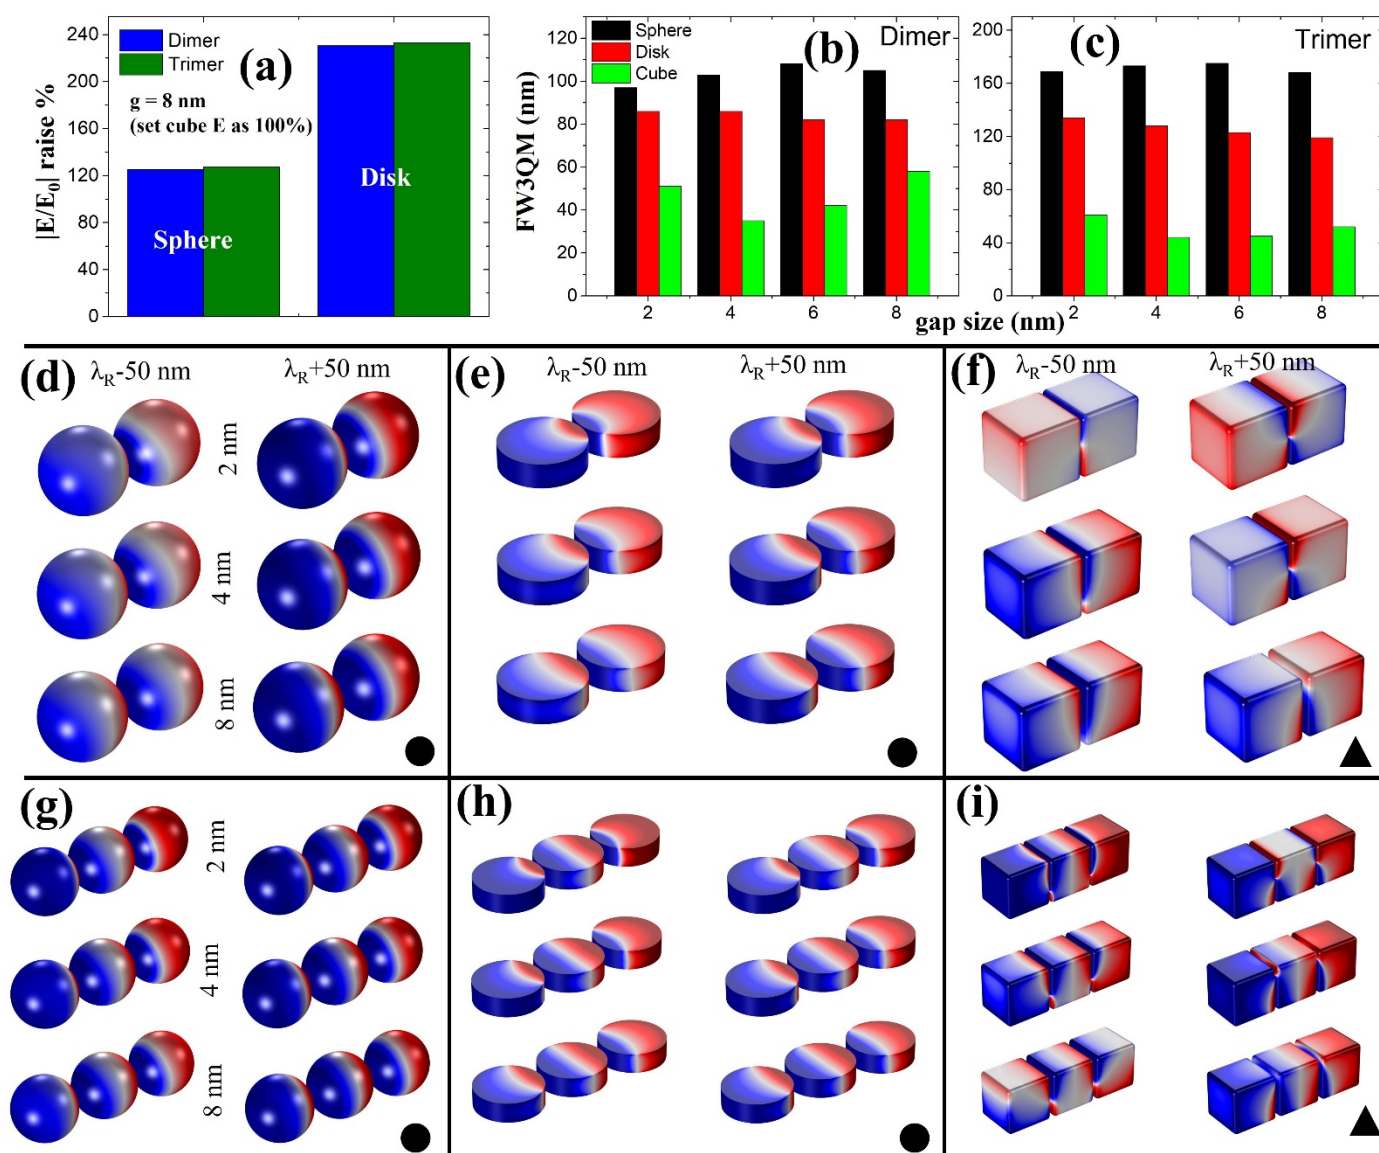 240
200
160
120
80
40
0
|E/E₀| raise %
Dimer
Trimer
(a)
g = 8 nm
(set cube E as 100%)
Sphere
Disk
120
100
80
60
40
20
0
FW3QM (nm)
Sphere
Disk
Cube
(b)
Dimer
2
4
6
8
200
160
120
80
40
0
(c)
Trimer
2
4
6
8
gap size (nm)
(d)
λR-50 nm
λR+50 nm
2 nm
4 nm
8 nm
(e)
λR-50 nm
λR+50 nm
(f)
λR-50 nm
λR+50 nm
(g)
2 nm
4 nm
8 nm
(h)
(i)